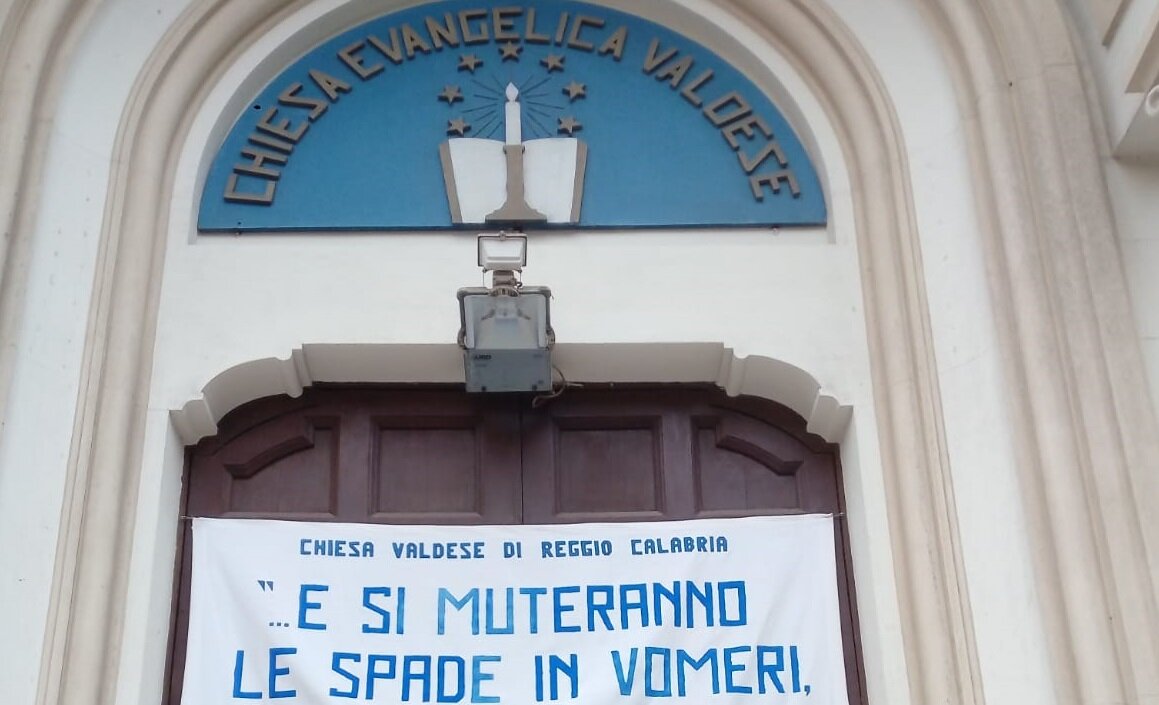 CHIESA EVANGELICA VALDESE
CHIESA VALDESE DI REGGIO CALABRIA
"...E SI MUTERANNO
LE SPADE IN VOMERI,